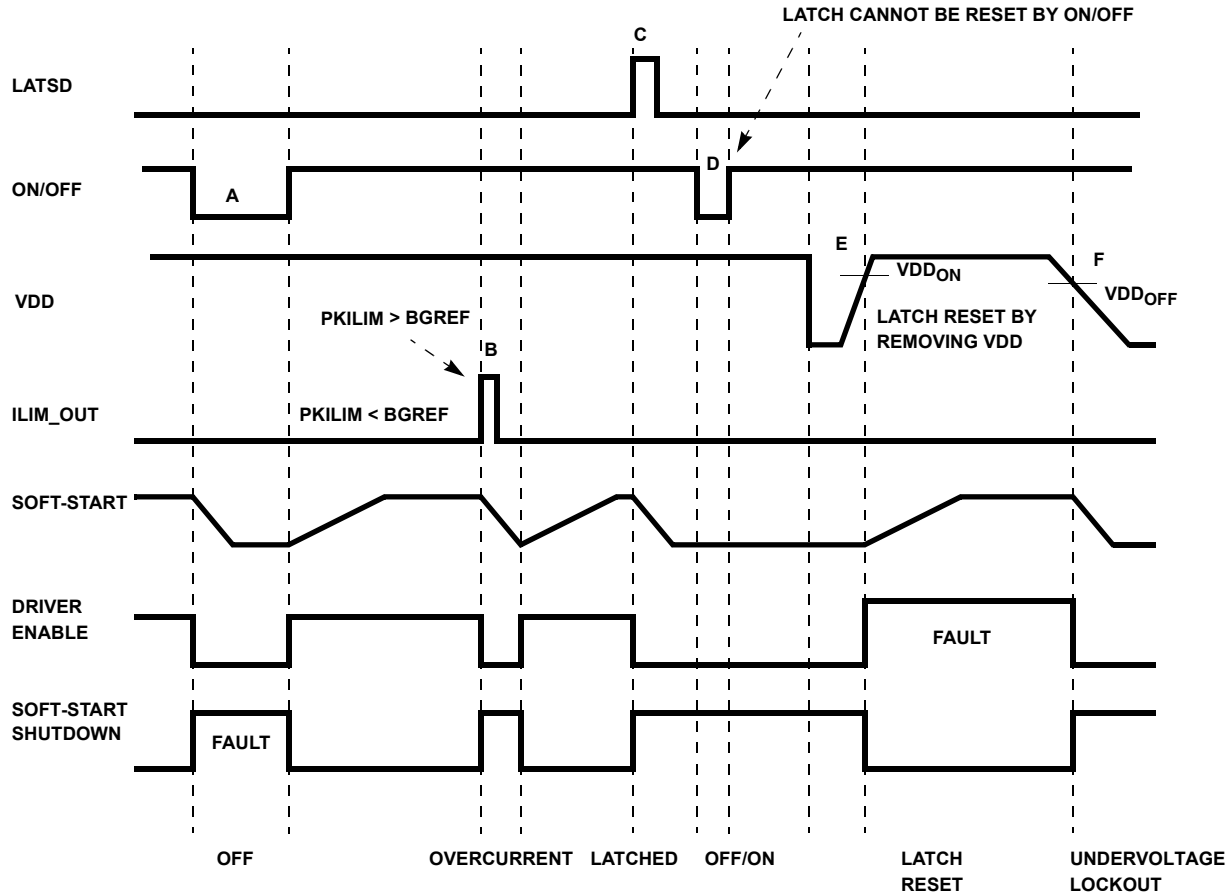 LATCH CANNOT BE RESET BY ON/OFF
C
LATSD
D
ON/OFF
A
E
F
VDD
VDDON
VDDOFF
PKILIM > BGREF
LATCH RESET BY
REMOVING VDD
B
ILIM_OUT
PKILIM < BGREF
SOFT-START
DRIVER
ENABLE
FAULT
SOFT-START
SHUTDOWN
FAULT
OFF
OVERCURRENT
LATCHED
OFF/ON
LATCH
RESET
UNDERVOLTAGE
LOCKOUT